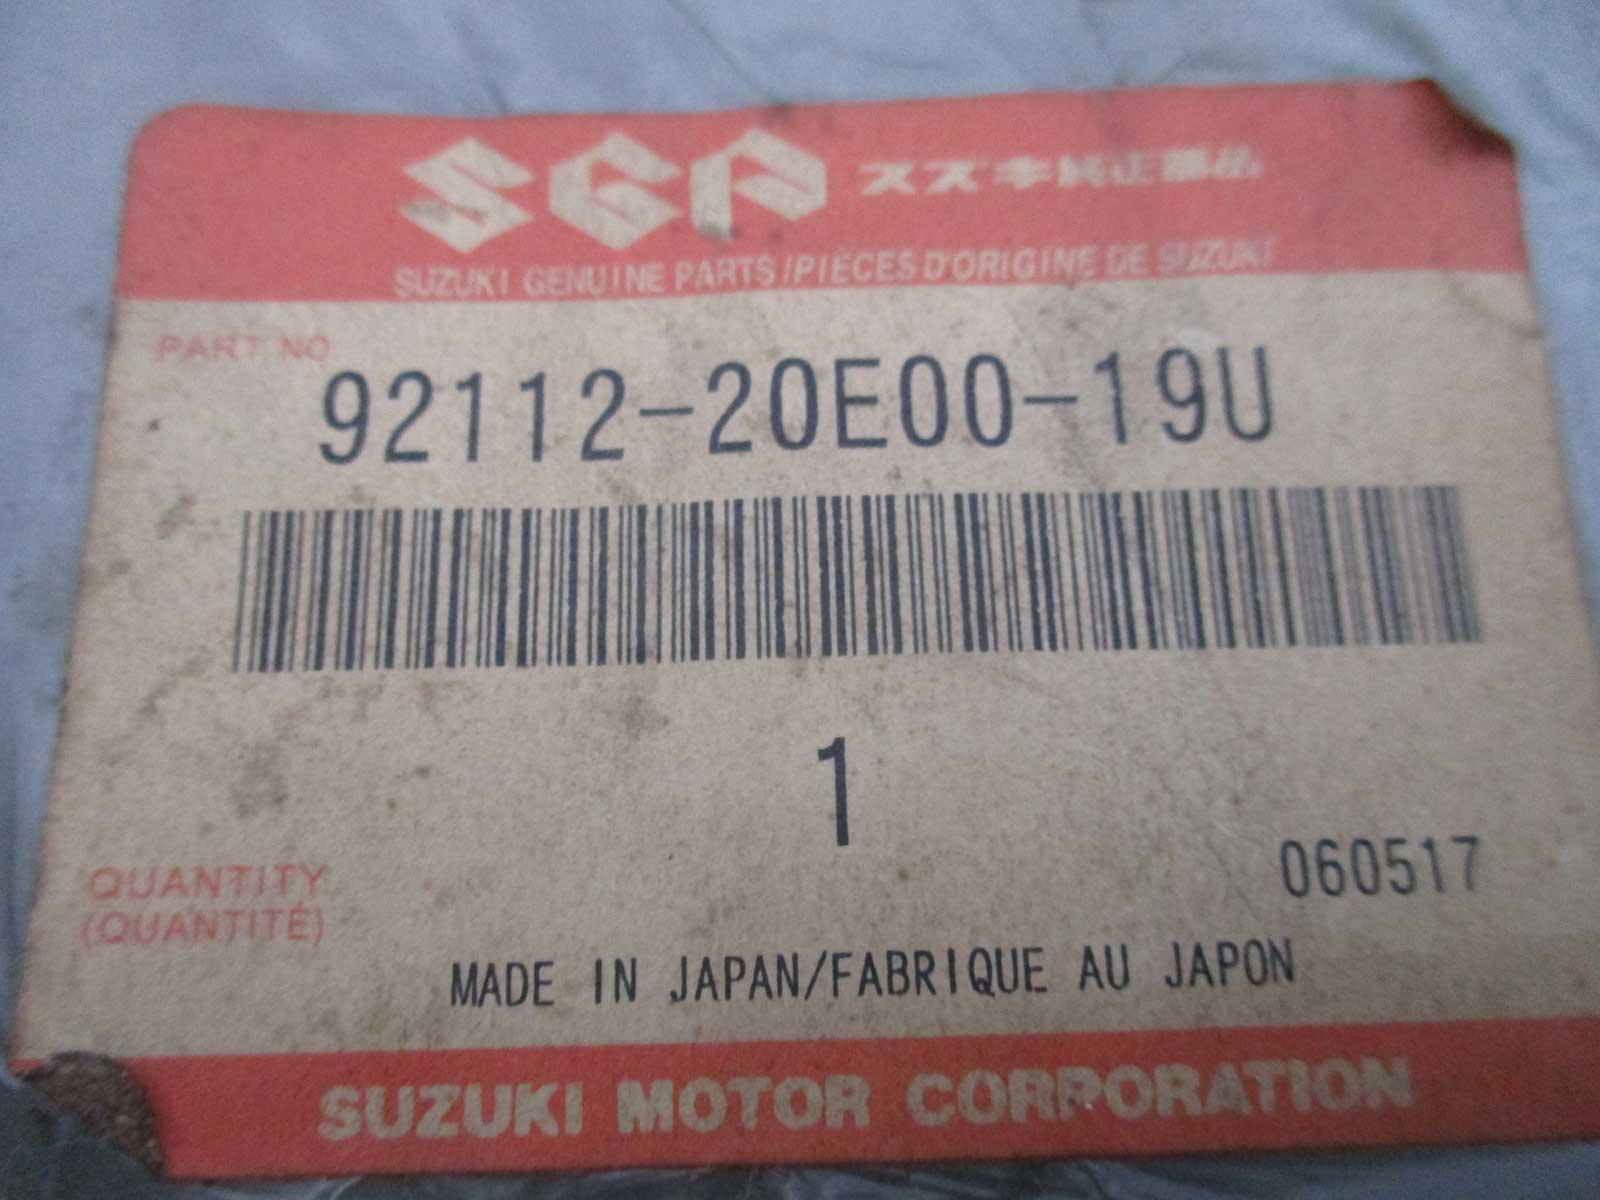 SGP スズキ純正部品
SUZUKI GENUINE PARTS/PIÈCES D'ORIGINE DE SUZUKI
PART NO
92112-20E00-19U
1
060517
QUANTITY
(QUANTITÉ)
MADE IN JAPAN/FABRIQUE AU JAPON
SUZUKI MOTOR CORPORATION